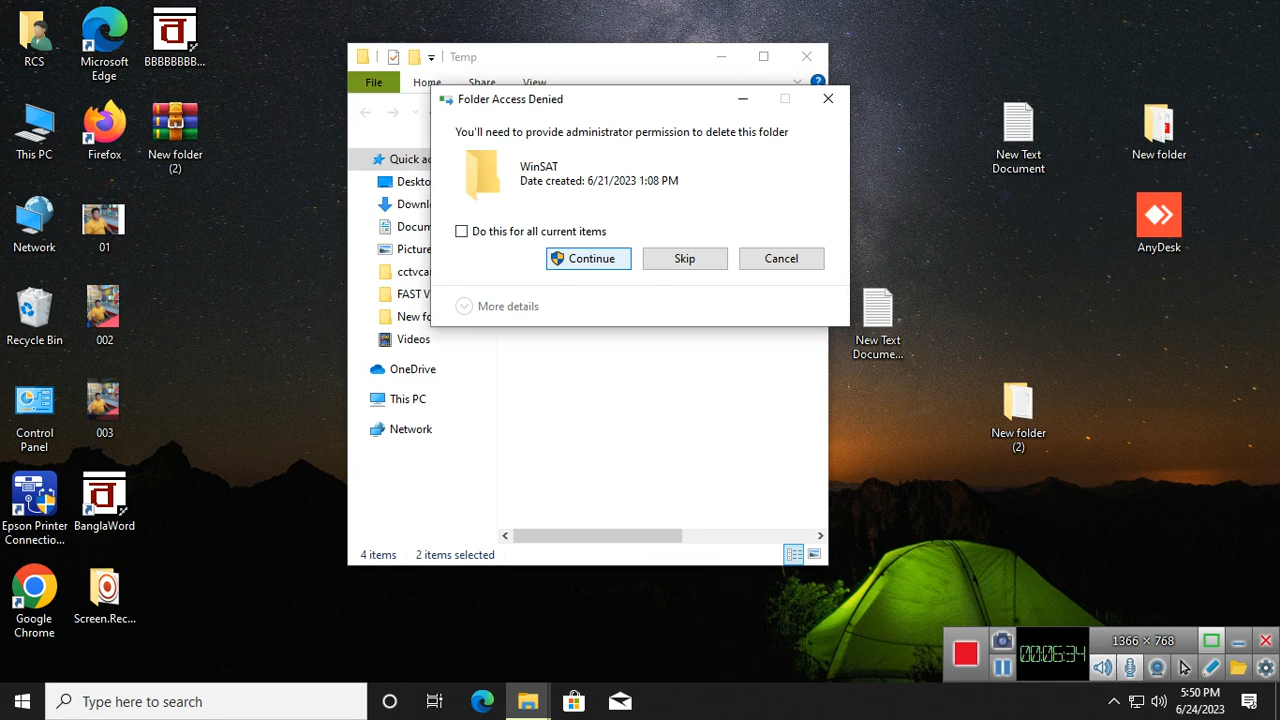 RCS
Microsoft
Edge
BBBBBBBB...
This PC
Firefox
New folder
(2)
Network
01
Recycle Bin
002
Control
Panel
003
Epson Printer
Connectio...
BanglaWord
Google
Chrome
Screen.Rec...
Temp
File
Home
Share
View
Folder Access Denied
You'll need to provide administrator permission to delete this folder
WinSAT
Date created: 6/21/2023 1:08 PM
Do this for all current items
Continue
Skip
Cancel
More details
Quick ac
Deskto
Downl
Docum
Picture
cctvcar
FAST V
New fo
Videos
OneDrive
This PC
Network
4 items
2 items selected
New Text
Document
New folder
AnyDesk
New Text
Docume...
New folder
(2)
1366 × 768
00:06:34
Type here to search
5:50 PM
6/24/2023